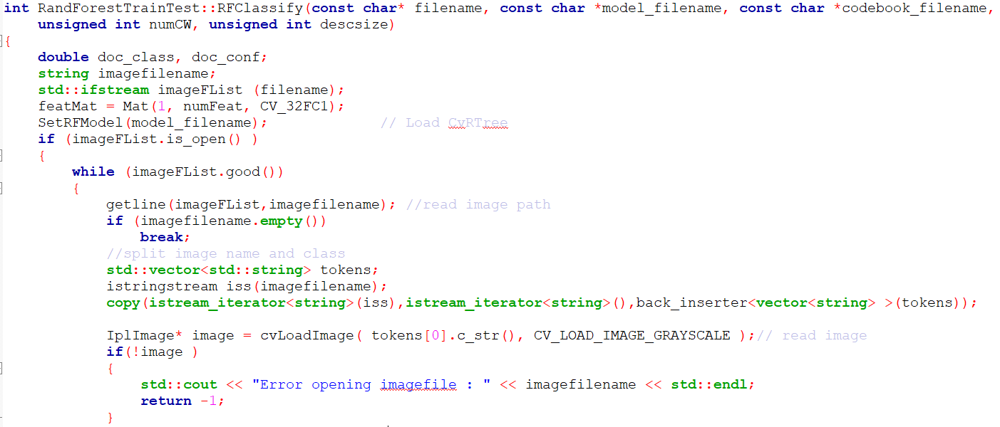 int RandForestTrainTest::RFClassify(const char* filename, const char *model_filename, const char *codebook_filename,
    unsigned int numCW, unsigned int descsize)
{
    double doc_class, doc_conf;
    string imagefilename;
    std::ifstream imageFList (filename);
    featMat = Mat(1, numFeat, CV_32FC1);
    SetRFModel(model_filename);             // Load CvRTree
    if (imageFList.is_open() )
    {
        while (imageFList.good())
        {
            getline(imageFList,imagefilename); //read image path
            if (imagefilename.empty())
                break;
            //split image name and class
            std::vector<std::string> tokens;
            istringstream iss(imagefilename);
            copy(istream_iterator<string>(iss),istream_iterator<string>(),back_inserter<vector<string> >(tokens));

            IplImage* image = cvLoadImage( tokens[0].c_str(), CV_LOAD_IMAGE_GRAYSCALE );// read image
            if(!image )
            {
                std::cout << "Error opening imagefile : " << imagefilename << std::endl;
                return -1;
            }